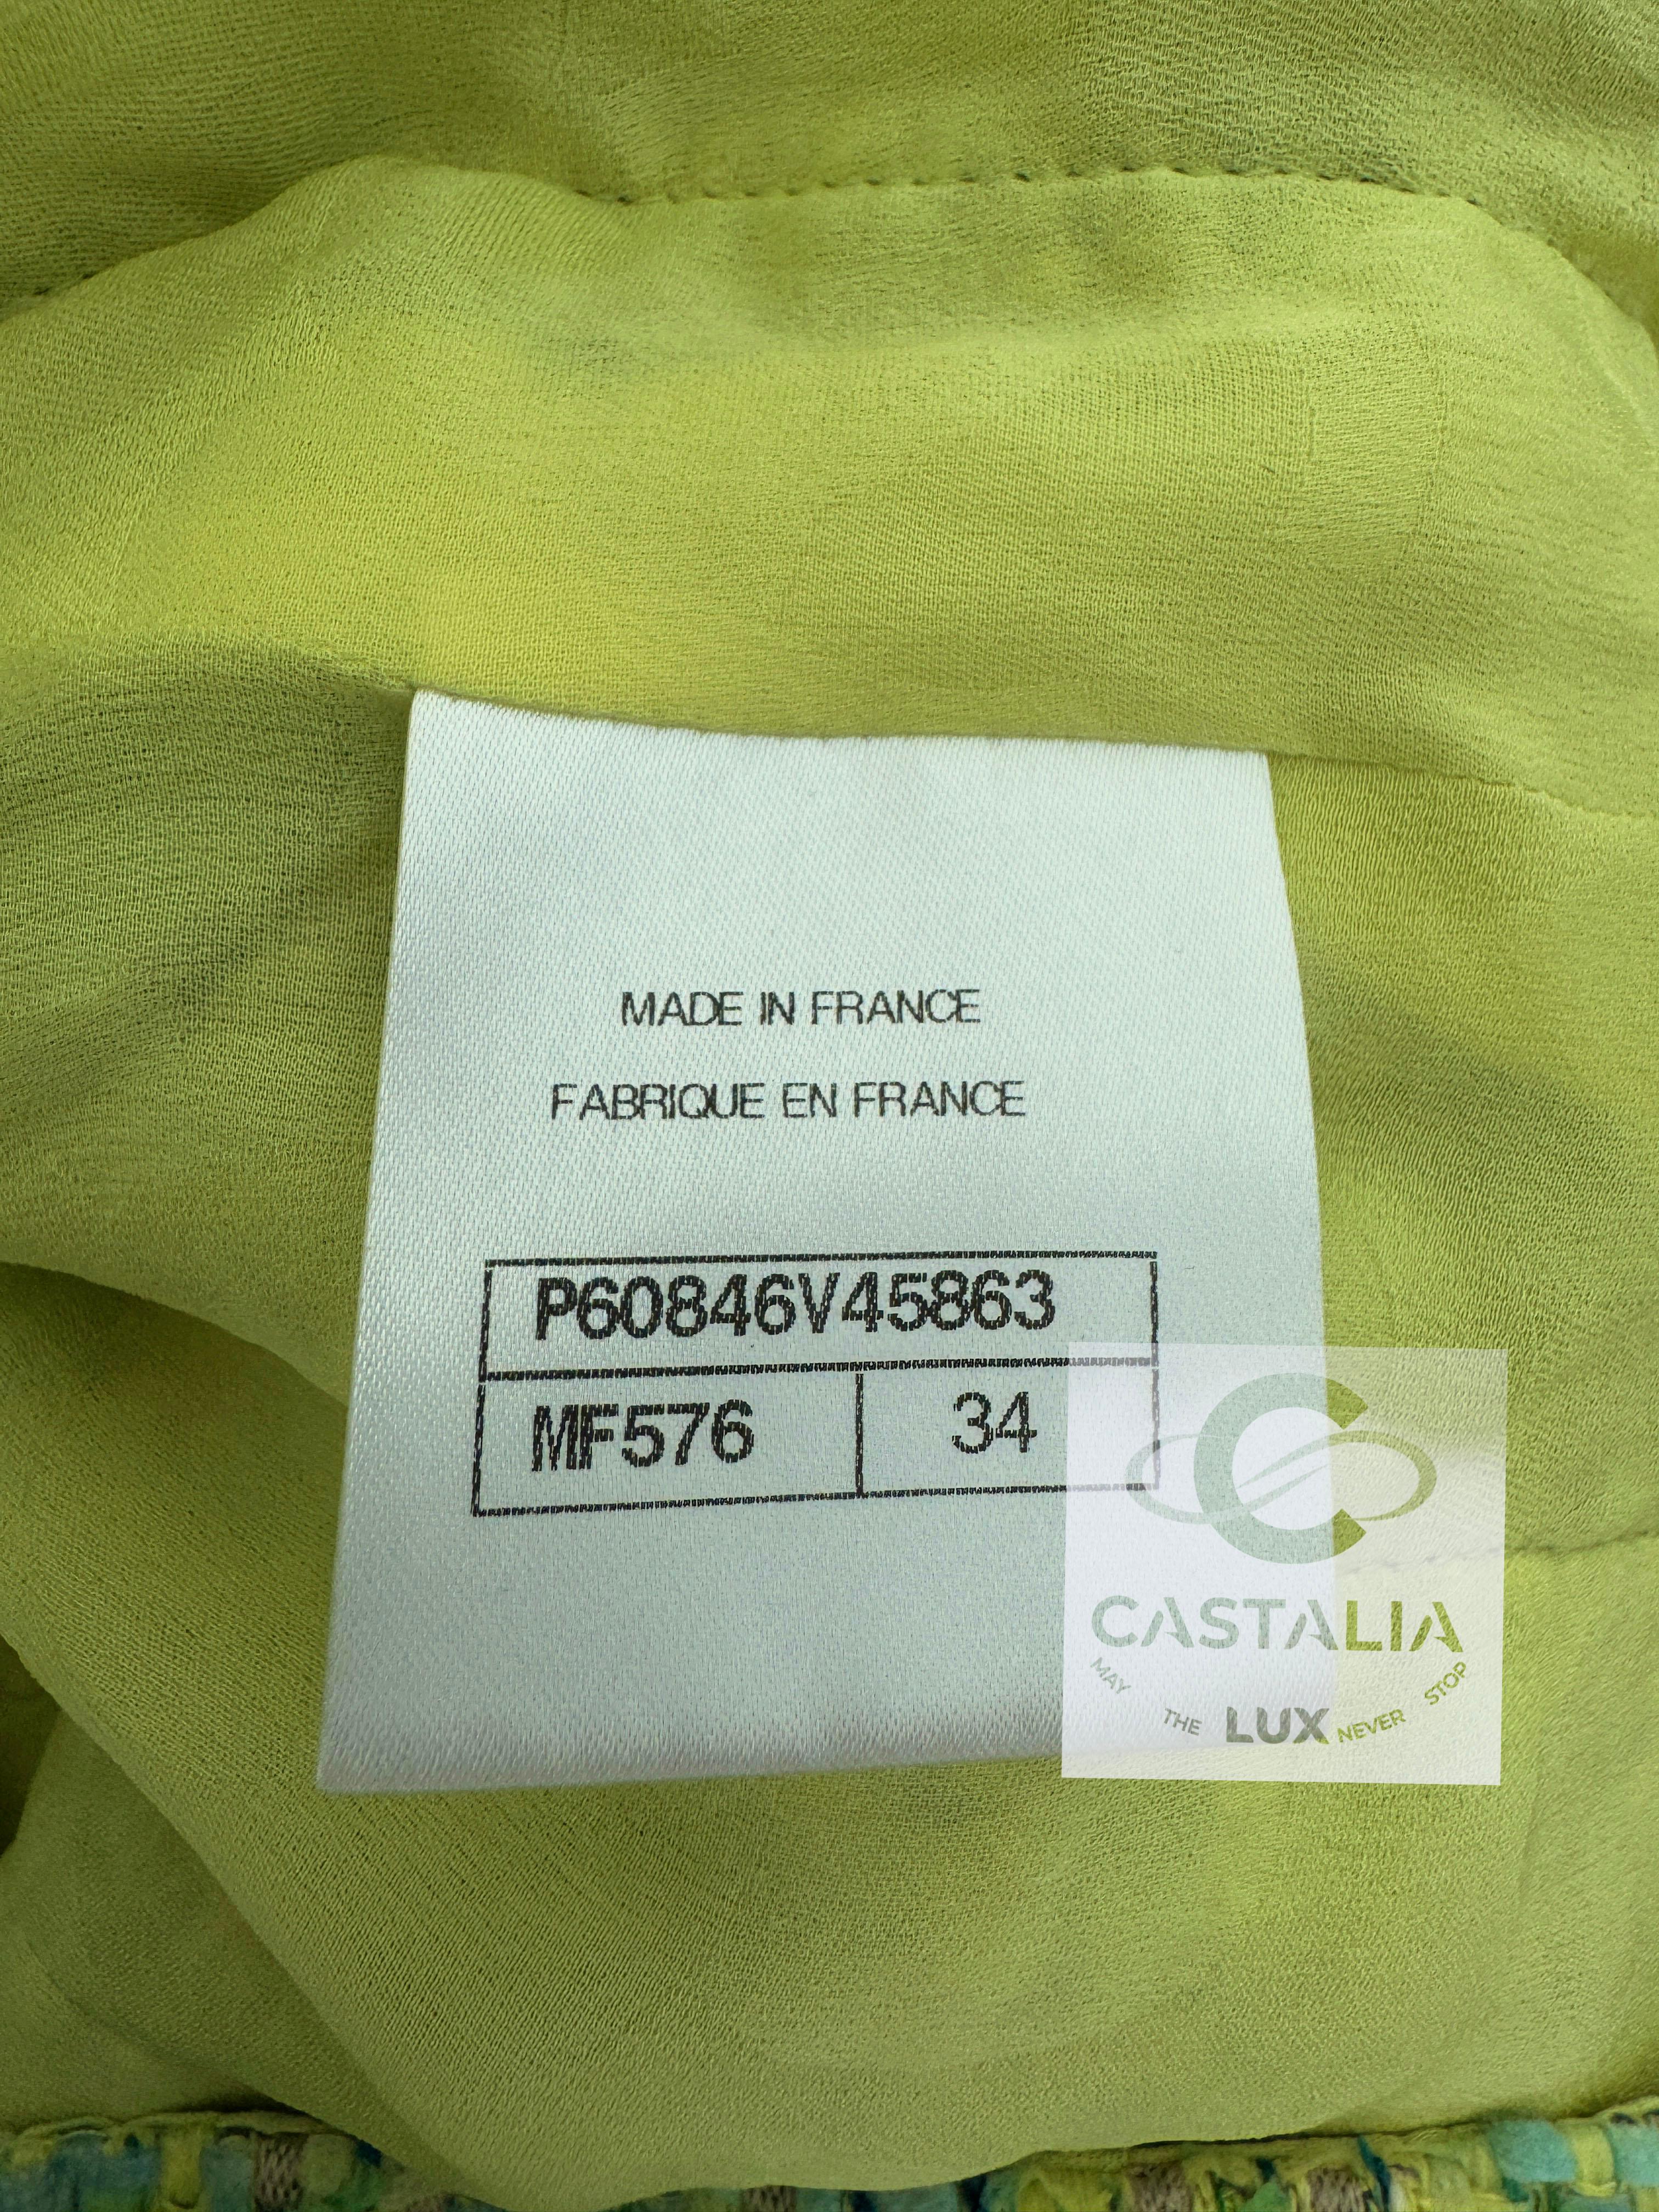 MADE IN FRANCE
FABRIQUE EN FRANCE
P60846V45863
MF576 34
CASTALIA
MAY THE LUX NEVER STOP